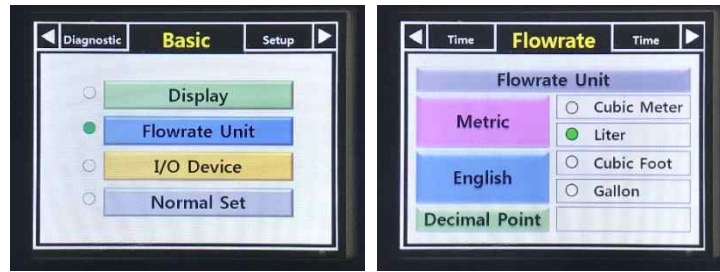 Diagnostic Basic Setup
Display
Flowrate Unit
I/O Device
Normal Set
Time Flowrate Time
Flowrate Unit
Metric
Cubic Meter
Liter
English
Cubic Foot
Gallon
Decimal Point